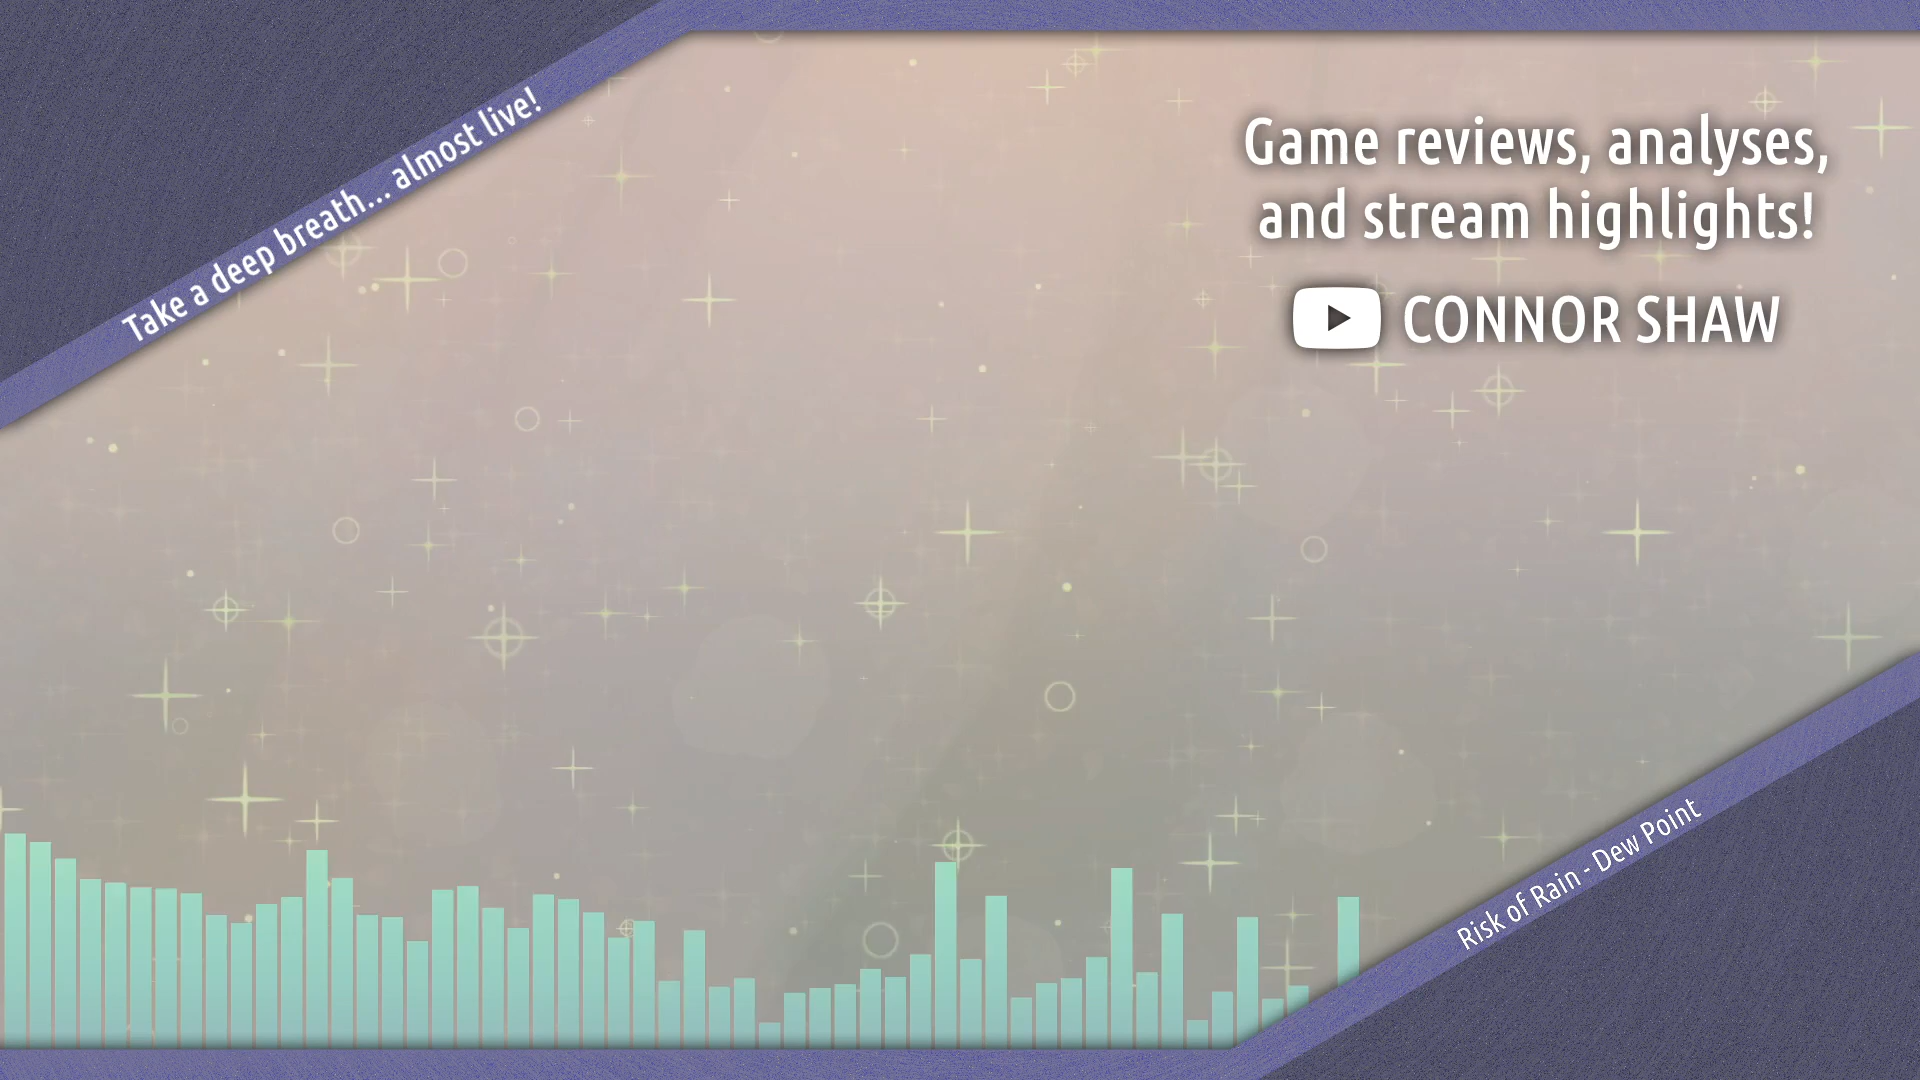 Take a deep breath... almost live!
Game reviews, analyses,
and stream highlights!
CONNOR SHAW
Risk of Rain - Dew Point